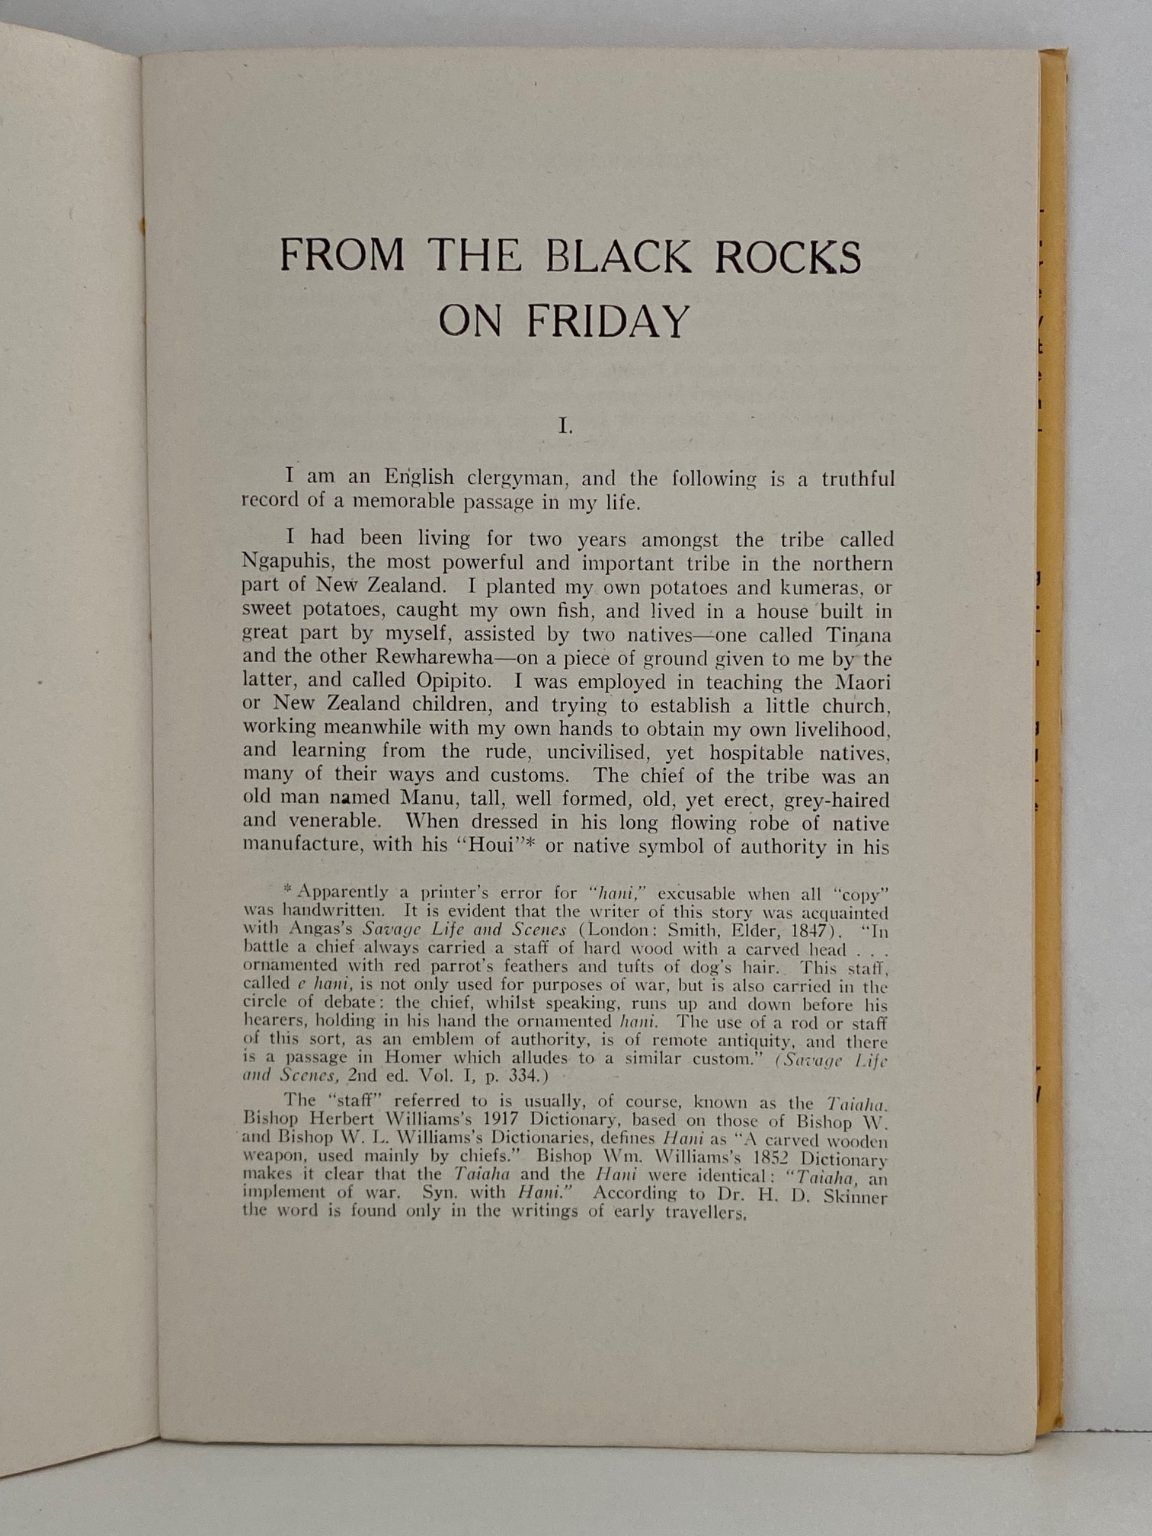 FROM THE BLACK ROCKS
ON FRIDAY
I.
I am an English clergyman, and the following is a truthful
record of a memorable passage in my life.
I had been living for two years amongst the tribe called
Ngapuhis, the most powerful and important tribe in the northern
part of New Zealand. I planted my own potatoes and kumeras, or
sweet potatoes, caught my own fish, and lived in a house built in
great part by myself, assisted by two natives—one called Tinana
and the other Rewharewha—on a piece of ground given to me by the
latter, and called Opipito. I was employed in teaching the Maori
or New Zealand children, and trying to establish a little church,
working meanwhile with my own hands to obtain my own livelihood,
and learning from the rude, uncivilised, yet hospitable natives,
many of their ways and customs. The chief of the tribe was an
old man named Manu, tall, well formed, old, yet erect, grey-haired
and venerable. When dressed in his long flowing robe of native
manufacture, with his "Houi"* or native symbol of authority in his
* Apparently a printer's error for "hani," excusable when all "copy"
was handwritten. It is evident that the writer of this story was acquainted
with Angas's Savage Life and Scenes (London: Smith, Elder, 1847). "In
battle a chief always carried a staff of hard wood with a carved head . . .
ornamented with red parrot's feathers and tufts of dog's hair. This staff,
called e hani, is not only used for purposes of war, but is also carried in the
circle of debate: the chief, whilst speaking, runs up and down before his
hearers, holding in his hand the ornamented hani. The use of a rod or staff
of this sort, as an emblem of authority, is of remote antiquity, and there
is a passage in Homer which alludes to a similar custom." (Savage Life
and Scenes, 2nd ed. Vol. I, p. 334.)
The "staff" referred to is usually, of course, known as the Taiaha.
Bishop Herbert Williams's 1917 Dictionary, based on those of Bishop W.
and Bishop W. L. Williams's Dictionaries, defines Hani as "A carved wooden
weapon, used mainly by chiefs." Bishop Wm. Williams's 1852 Dictionary
makes it clear that the Taiaha and the Hani were identical: "Taiaha, an
implement of war. Syn. with Hani." According to Dr. H. D. Skinner
the word is found only in the writings of early travellers.